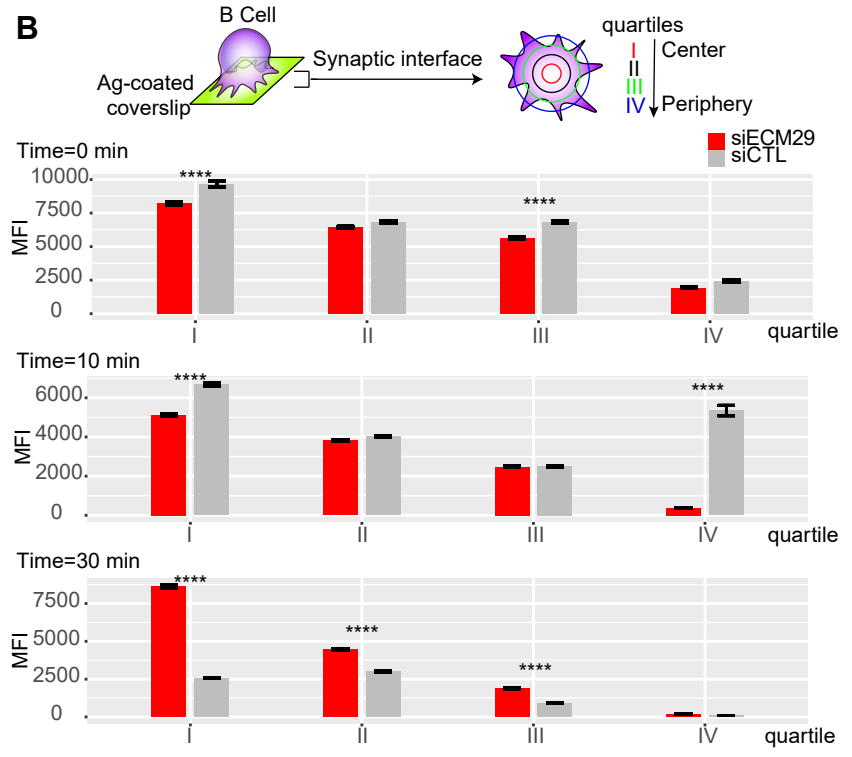 B
B Cell
Ag-coated
coverslip
Synaptic interface
quartiles
I
II
III
IV
Center
Periphery
siECM29
siCTL
Time=0 min
MFI
10000
7500
5000
2500
0
****
****
I
II
III
IV
quartile
Time=10 min
MFI
6000
4000
2000
0
****
****
I
II
III
IV
quartile
Time=30 min
MFI
7500
5000
2500
0
****
****
****
I
II
III
IV
quartile